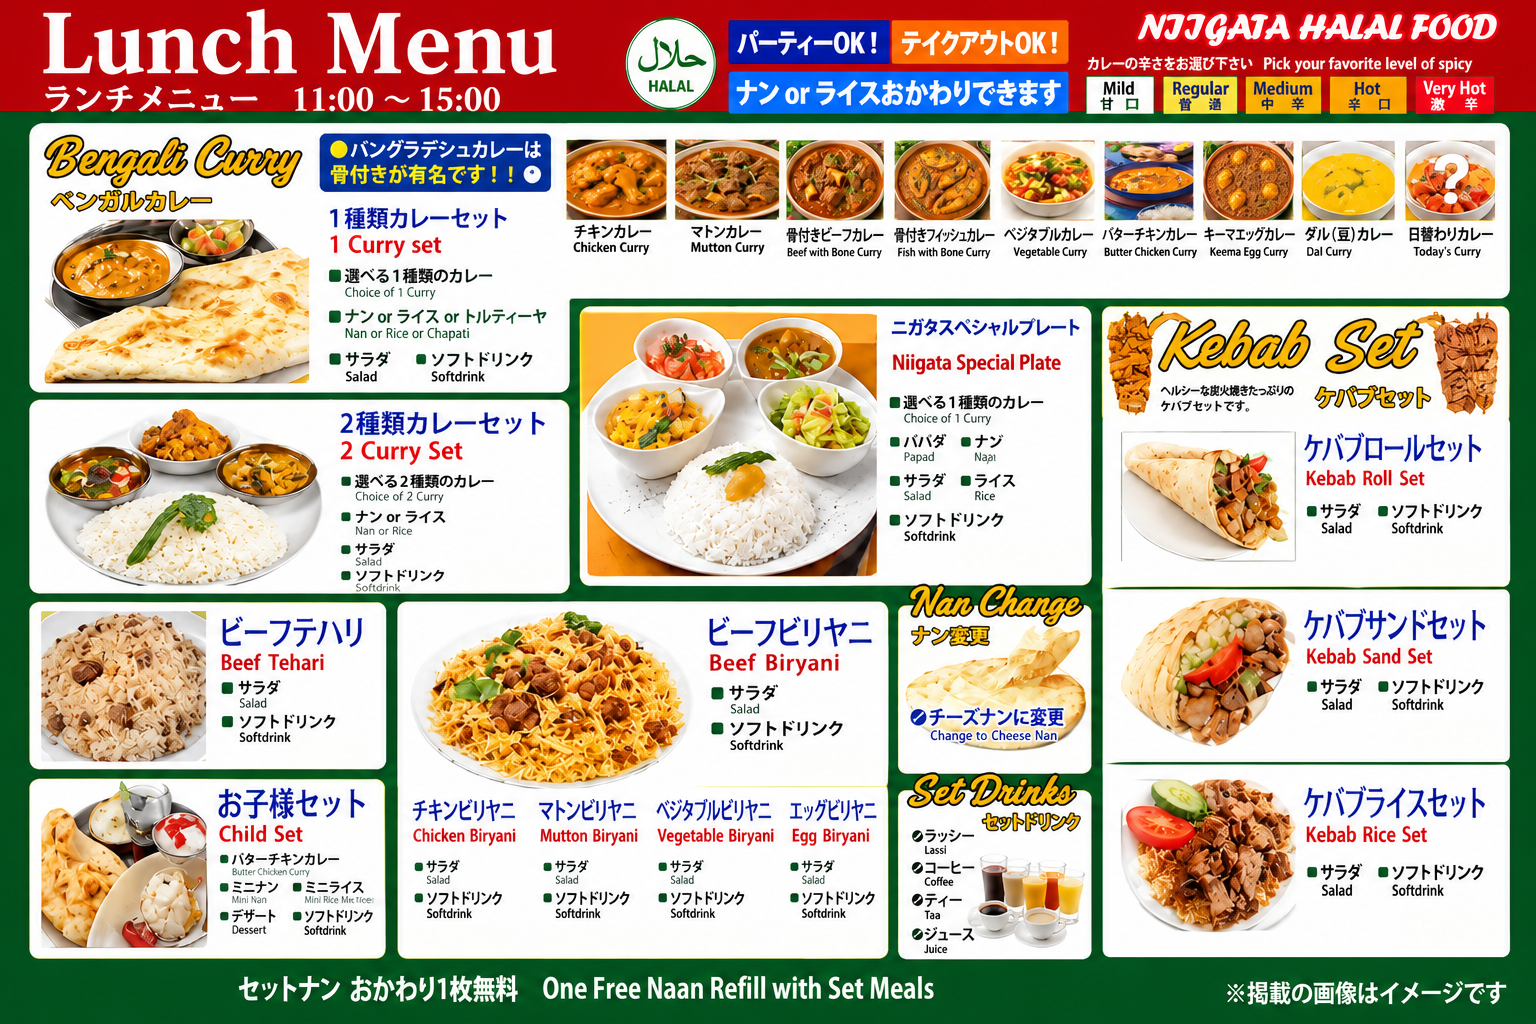 Lunch Menu
ランチメニュー 11:00 ～ 15:00
حلال
HALAL
パーティーOK！
テイクアウトOK！
ナン or ライスおかわりできます
NIIGATA HALAL FOOD
カレーの辛さをお選び下さい Pick your favorite level of spicy
Mild
甘 口
Regular
普 通
Medium
中 辛
Hot
辛 口
Very Hot
激 辛
Bengali Curry
ベンガルカレー
バングラデシュカレーは
骨付きが有名です！！
1種類カレーセット
1 Curry set
選べる1種類のカレー
Choice of 1 Curry
ナン or ライス or トルティーヤ
Nan or Rice or Chapati
サラダ ソフトドリンク
Salad Softdrink
チキンカレー
Chicken Curry
マトンカレー
Mutton Curry
骨付きビーフカレー
Beef with Bone Curry
骨付きフィッシュカレー
Fish with Bone Curry
ベジタブルカレー
Vegetable Curry
バターチキンカレー
Butter Chicken Curry
キーマエッグカレー
Keema Egg Curry
ダル(豆)カレー
Dal Curry
?
日替わりカレー
Today's Curry
2種類カレーセット
2 Curry Set
選べる2種類のカレー
Choice of 2 Curry
ナン or ライス
Nan or Rice
サラダ
Salad
ソフトドリンク
Softdrink
ニガタスペシャルプレート
Niigata Special Plate
選べる1種類のカレー
Choice of 1 Curry
パパダ ナン
Papad
サラダ ライス
Salad Rice
ソフトドリンク
Softdrink
Kebab Set
ヘルシーな炭火焼きたっぷりの
ケバブセットです。
ケバブセット
ケバブロールセット
Kebab Roll Set
サラダ ソフトドリンク
Salad Softdrink
ケバブサンドセット
Kebab Sand Set
サラダ ソフトドリンク
Salad Softdrink
ケバブライスセット
Kebab Rice Set
サラダ ソフトドリンク
Salad Softdrink
ビーフテハリ
Beef Tehari
サラダ
Salad
ソフトドリンク
Softdrink
ビーフビリヤニ
Beef Biryani
サラダ
Salad
ソフトドリンク
Softdrink
チキンビリヤニ
Chicken Biryani
サラダ
Salad
ソフトドリンク
Softdrink
マトンビリヤニ
Mutton Biryani
サラダ
Salad
ソフトドリンク
Softdrink
ベジタブルビリヤニ
Vegetable Biryani
サラダ
Salad
ソフトドリンク
Softdrink
エッグビリヤニ
Egg Biryani
サラダ
Salad
ソフトドリンク
Softdrink
Nan Change
ナン変更
チーズナンに変更
Change to Cheese Nan
Set Drinks
セットドリンク
ラッシー
Lassi
コーヒー
Coffee
ティー
Taa
ジュース
Juice
お子様セット
Child Set
バターチキンカレー
Butter Chicken Curry
ミニナン ミニライス
Mini Nan Mini Rice
デザート ソフトドリンク
Dessert Softdrink
セットナン おかわり1枚無料 One Free Naan Refill with Set Meals
※掲載の画像はイメージです